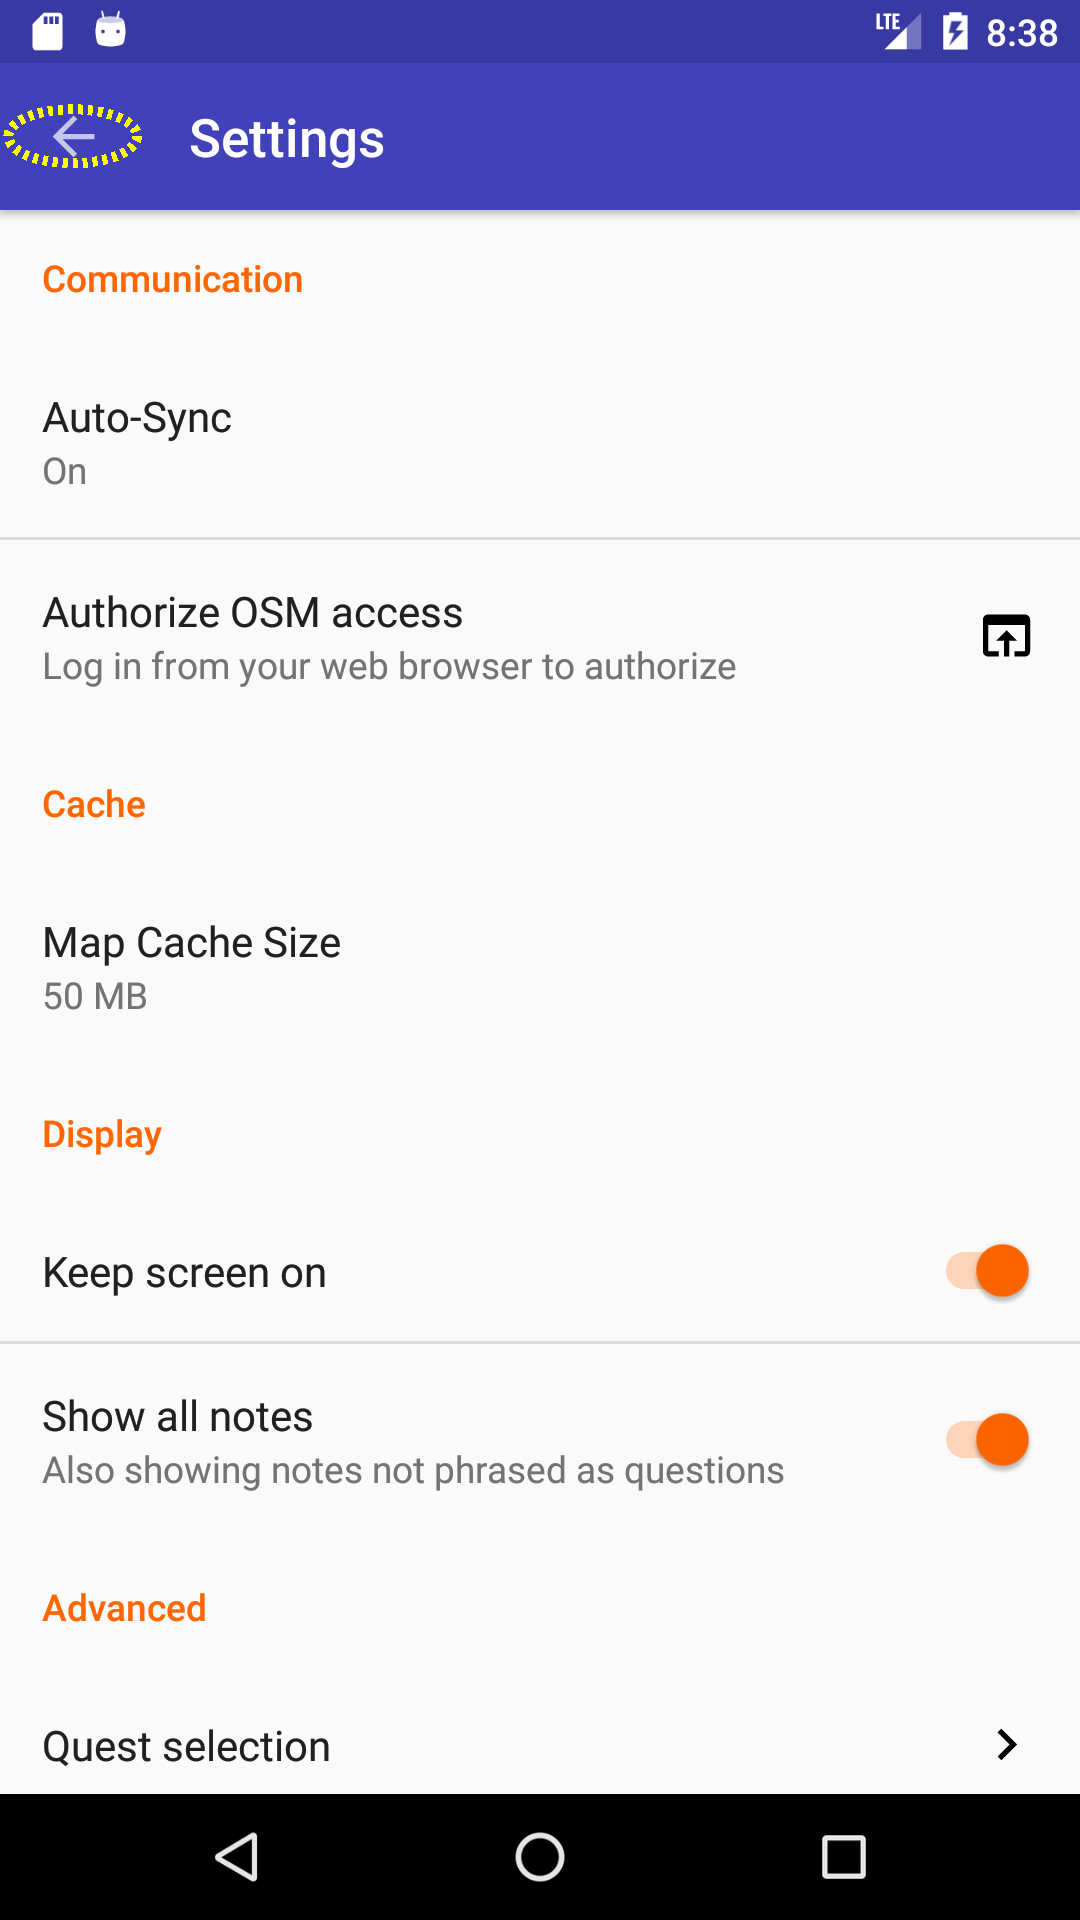 LTE 8:38
Settings
Communication
Auto-Sync
On
Authorize OSM access
Log in from your web browser to authorize
Cache
Map Cache Size
50 MB
Display
Keep screen on
Show all notes
Also showing notes not phrased as questions
Advanced
Quest selection